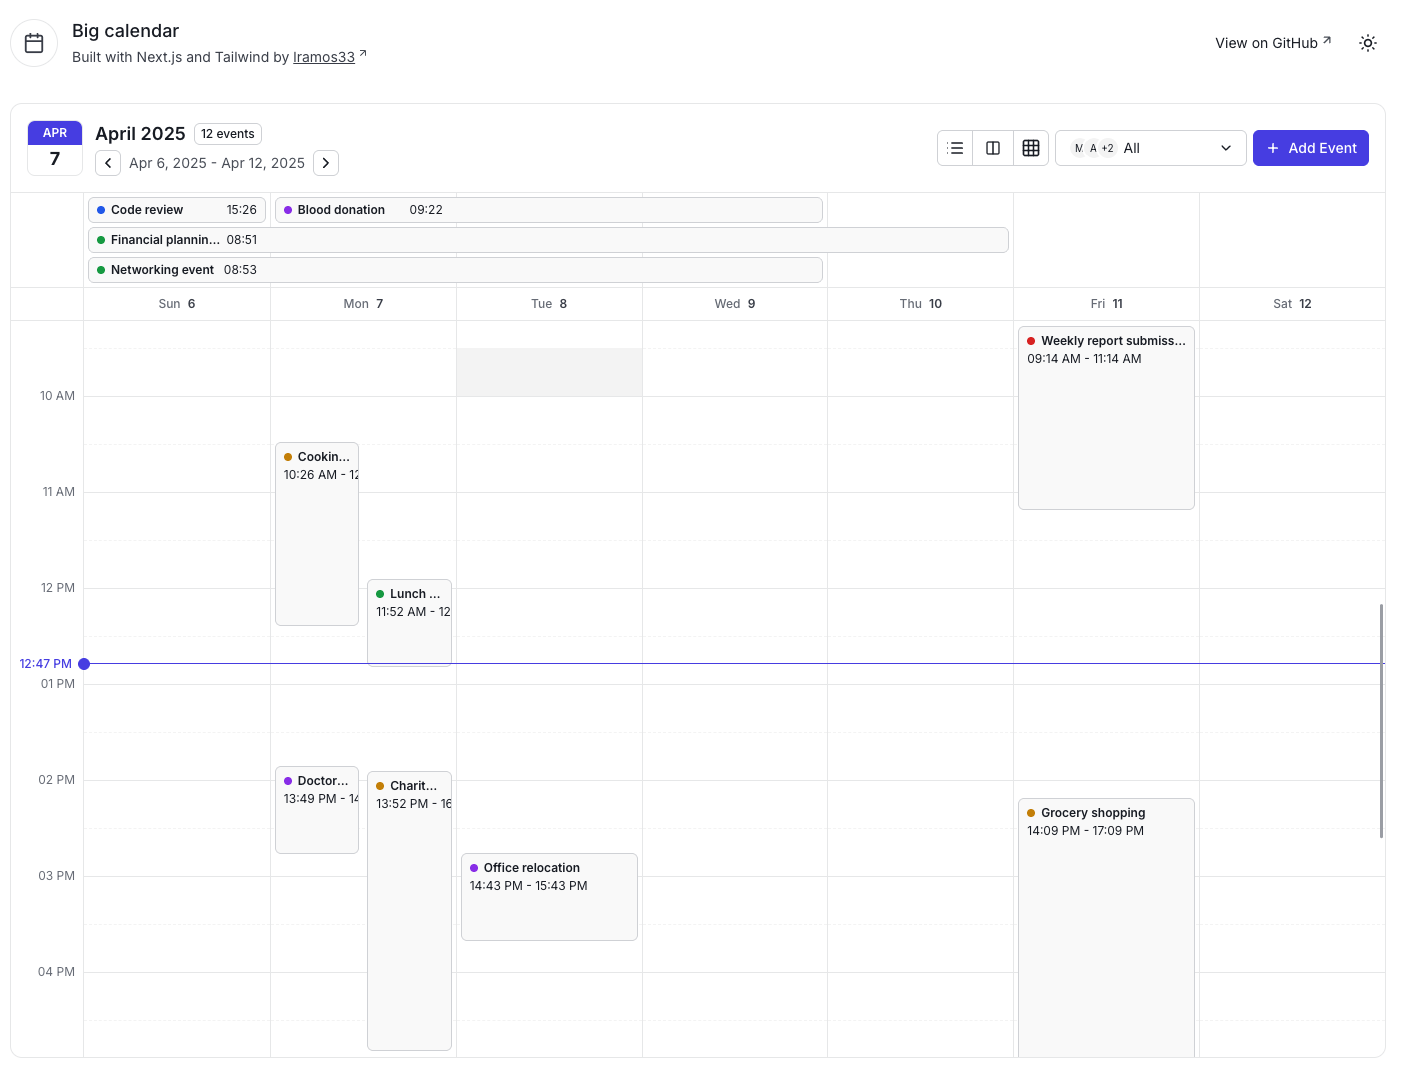 Big calendar
Built with Next.js and Tailwind by lramos33
View on GitHub
APR
7
April 2025
12 events
Apr 6, 2025 - Apr 12, 2025
M A +2 All
Add Event
Code review 15:26
Blood donation 09:22
Financial plannin... 08:51
Networking event 08:53
Sun 6
Mon 7
Tue 8
Wed 9
Thu 10
Fri 11
Sat 12
Weekly report submiss...
09:14 AM - 11:14 AM
10 AM
Cookin...
10:26 AM - 12
11 AM
12 PM
Lunch ...
11:52 AM - 12
12:47 PM
01 PM
02 PM
Doctor...
13:49 PM - 14
Charit...
13:52 PM - 16
Grocery shopping
14:09 PM - 17:09 PM
Office relocation
14:43 PM - 15:43 PM
03 PM
04 PM